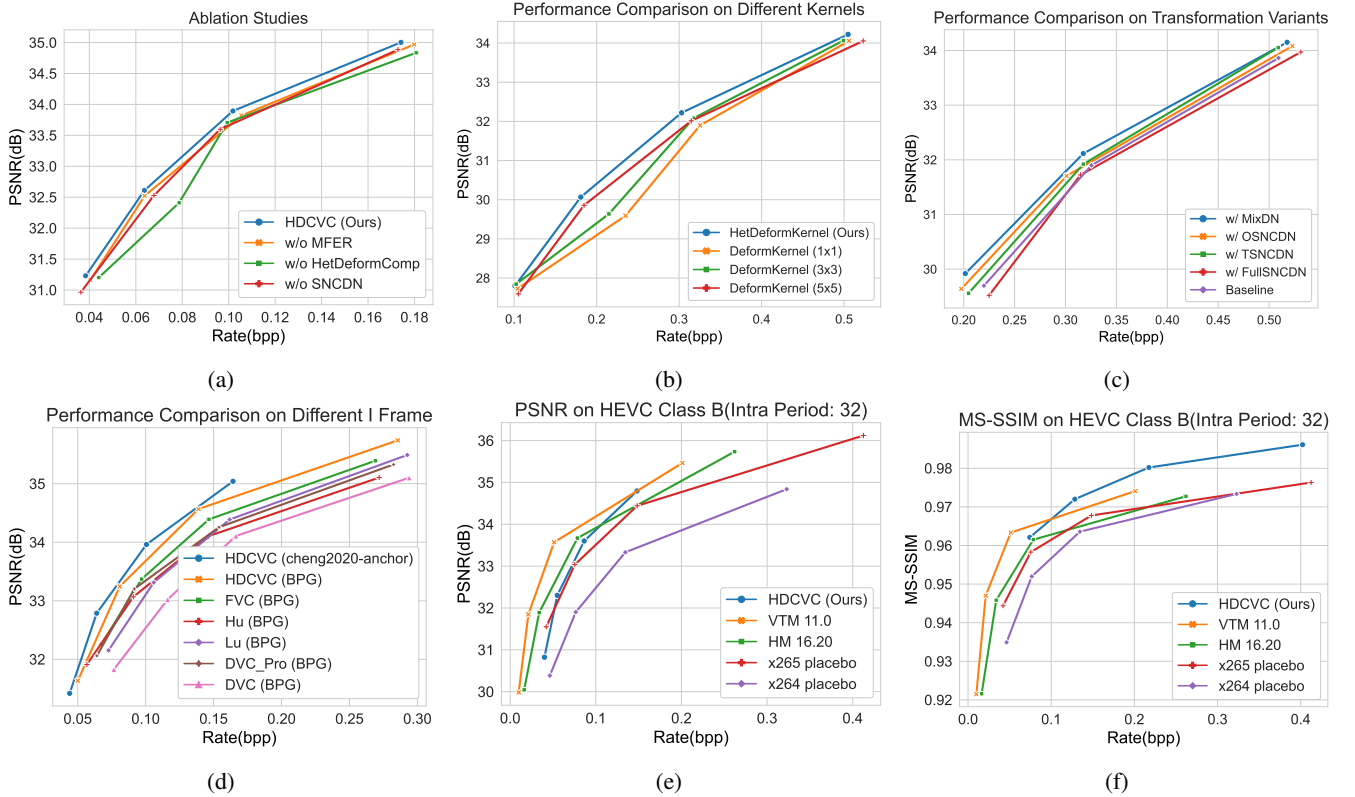 Ablation Studies
PSNR(dB)
35.0
34.5
34.0
33.5
33.0
32.5
32.0
31.5
31.0
HDCVC (Ours)
w/o MFER
w/o HetDeformComp
w/o SNCDN
0.04 0.06 0.08 0.10 0.12 0.14 0.16 0.18
Rate(bpp)
(a)
Performance Comparison on Different Kernels
PSNR(dB)
34
33
32
31
30
29
28
HetDeformKernel (Ours)
DeformKernel (1x1)
DeformKernel (3x3)
DeformKernel (5x5)
0.1 0.2 0.3 0.4 0.5
Rate(bpp)
(b)
Performance Comparison on Transformation Variants
PSNR(dB)
34
33
32
31
30
w/ MixDN
w/ OSNCDN
w/ TSNCDN
w/ FullSNCDN
Baseline
0.20 0.25 0.30 0.35 0.40 0.45 0.50
Rate(bpp)
(c)
Performance Comparison on Different I Frame
PSNR(dB)
35
34
33
32
HDCVC (cheng2020-anchor)
HDCVC (BPG)
FVC (BPG)
Hu (BPG)
Lu (BPG)
DVC_Pro (BPG)
DVC (BPG)
0.05 0.10 0.15 0.20 0.25 0.30
Rate(bpp)
(d)
PSNR on HEVC Class B(Intra Period: 32)
PSNR(dB)
36
35
34
33
32
31
30
HDCVC (Ours)
VTM 11.0
HM 16.20
x265 placebo
x264 placebo
0.0 0.1 0.2 0.3 0.4
Rate(bpp)
(e)
MS-SSIM on HEVC Class B(Intra Period: 32)
MS-SSIM
0.98
0.97
0.96
0.95
0.94
0.93
0.92
HDCVC (Ours)
VTM 11.0
HM 16.20
x265 placebo
x264 placebo
0.0 0.1 0.2 0.3 0.4
Rate(bpp)
(f)